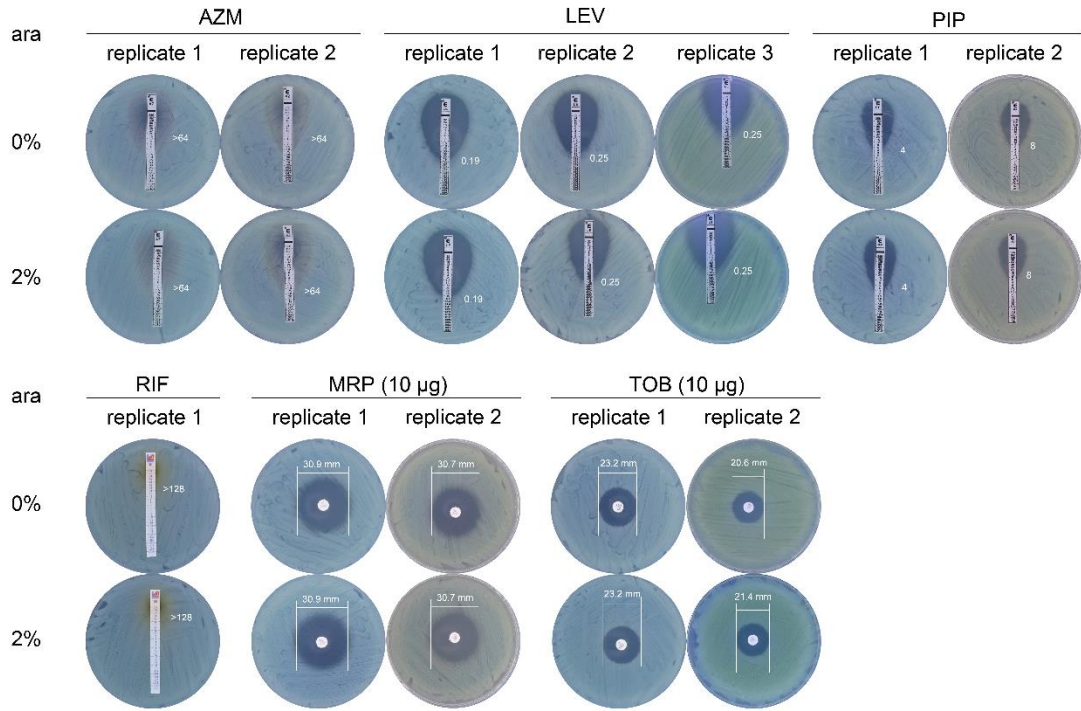 AZM LEV PIP
ara replicate 1 replicate 2 replicate 1 replicate 2 replicate 3 replicate 1 replicate 2
0% >64 >64 0.19 0.25 0.25 4 8
2% >64 >64 0.19 0.25 0.25 4 8
RIF MRP (10 µg) TOB (10 µg)
ara replicate 1 replicate 1 replicate 2 replicate 1 replicate 2
30.9 mm 30.7 mm 23.2 mm 20.6 mm
0% >128
30.9 mm 30.7 mm 23.2 mm 21.4 mm
2% >128